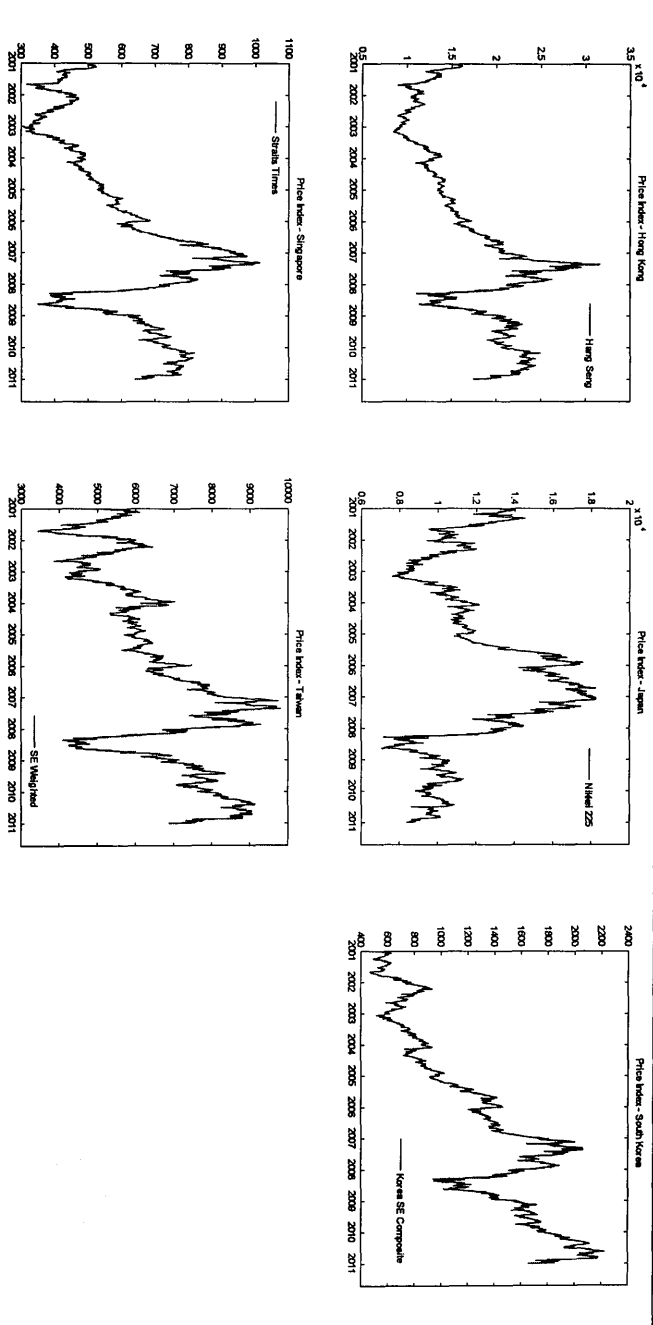 Price Index - Hong Kong
x 10^4
3.5
3
2.5
2
1.5
1
0.5
Hang Seng
2001 2002 2003 2004 2005 2006 2007 2008 2009 2010 2011
Price Index - Japan
x 10^4
2
1.8
1.6
1.4
1.2
1
0.8
0.6
Nikkei 225
2001 2002 2003 2004 2005 2006 2007 2008 2009 2010 2011
Price Index - South Korea
2400
2200
2000
1800
1600
1400
1200
1000
800
600
400
Korea SE Composite
2001 2002 2003 2004 2005 2006 2007 2008 2009 2010 2011
Price Index - Singapore
1100
1000
900
800
700
600
500
400
300
Straits Times
2001 2002 2003 2004 2005 2006 2007 2008 2009 2010 2011
Price Index - Taiwan
10000
9000
8000
7000
6000
5000
4000
3000
SE Weighted
2001 2002 2003 2004 2005 2006 2007 2008 2009 2010 2011